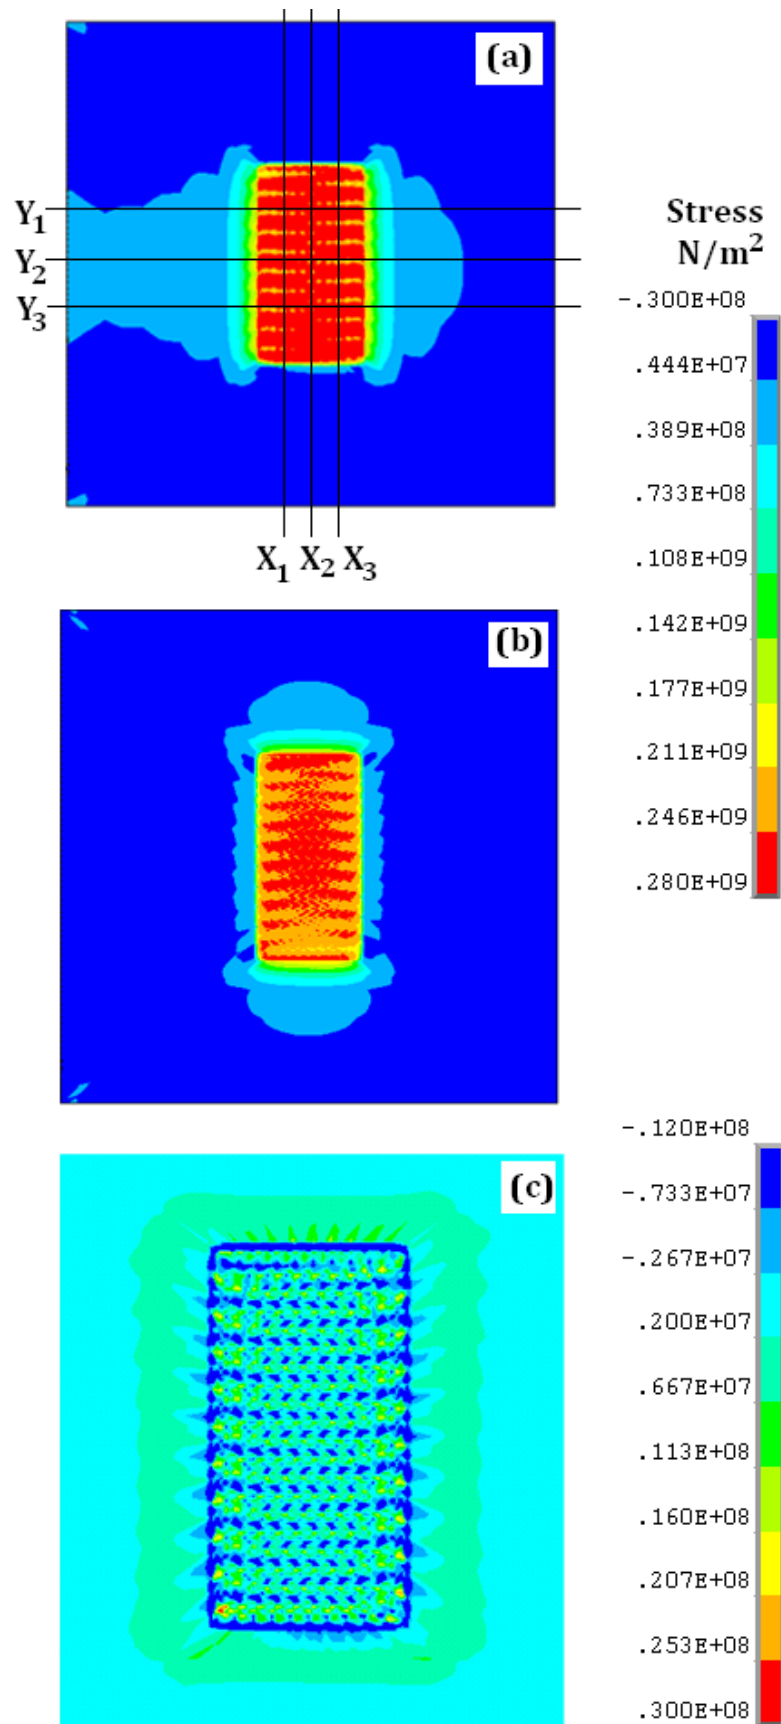 (a)
Y1
Y2
Y3
X1 X2 X3
Stress
N/m2
-.300E+08
.444E+07
.389E+08
.733E+08
.108E+09
.142E+09
.177E+09
.211E+09
.246E+09
.280E+09
(b)
(c)
-.120E+08
-.733E+07
-.267E+07
.200E+07
.667E+07
.113E+08
.160E+08
.207E+08
.253E+08
.300E+08